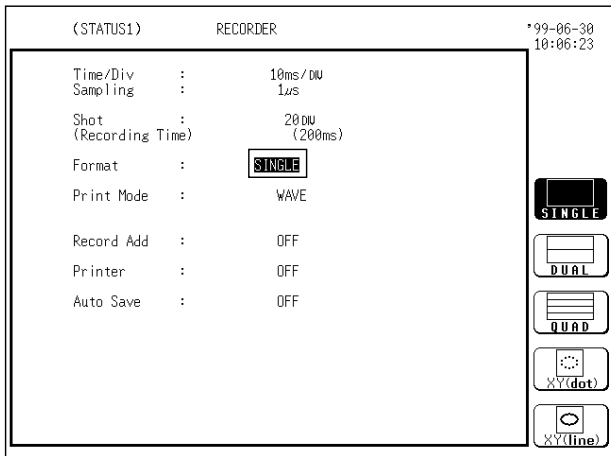 (STATUS1) RECORDER '99-06-30
10:06:23
Time/Div : 10ms/DIV
Sampling : 1µs
Shot : 20DIV
(Recording Time) (200ms)
Format : SINGLE
Print Mode : WAVE
Record Add : OFF
Printer : OFF
Auto Save : OFF
SINGLE
DUAL
QUAD
XY(dot)
XY(line)